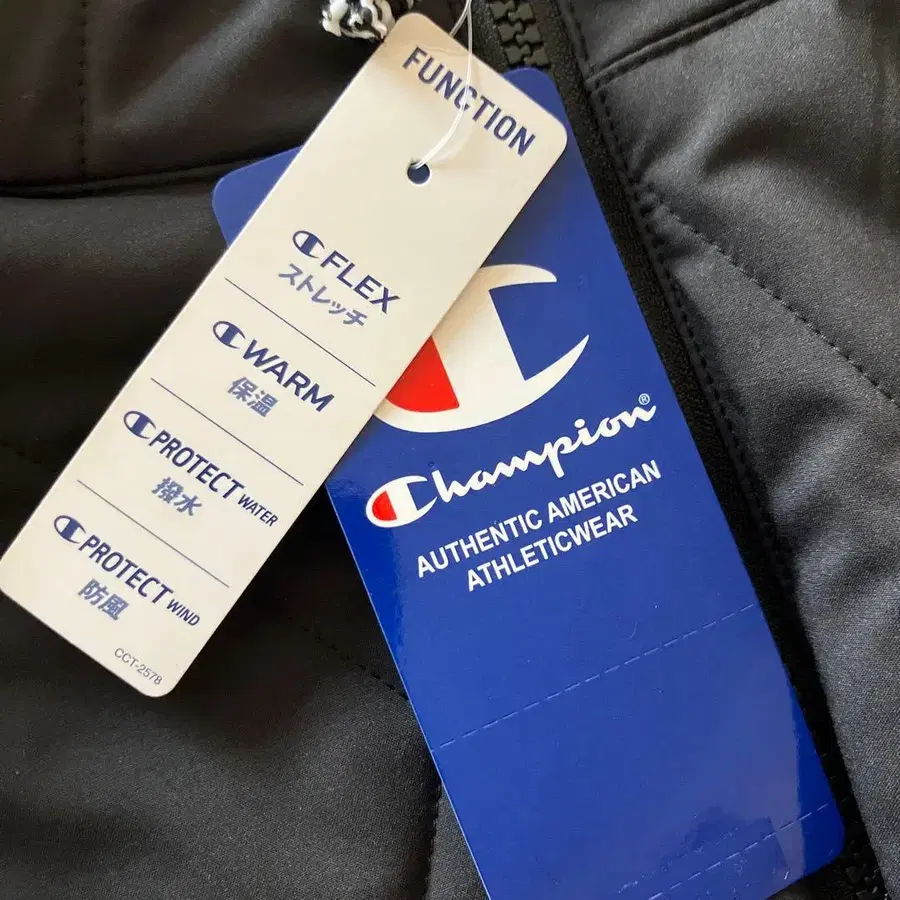 FUNCTION
C FLEX
ストレッチ
C WARM
保温
C PROTECT WATER
撥水
C PROTECT WIND
防風
CCT-2578
Champion®
AUTHENTIC AMERICAN
ATHLETICWEAR